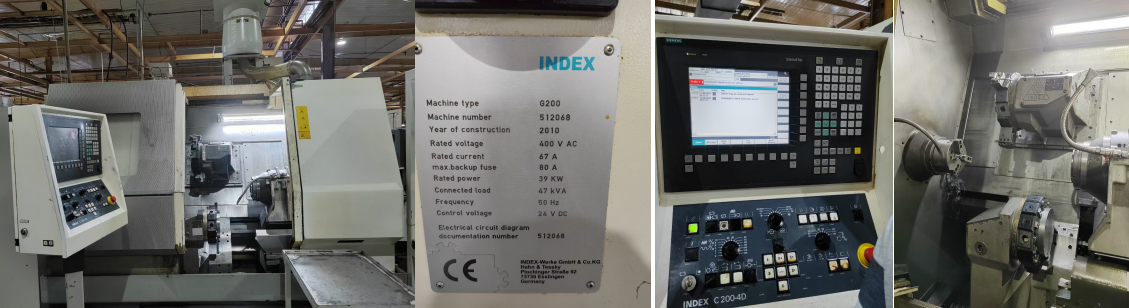 INDEX
Machine type G200
Machine number 512068
Year of construction 2010
Rated voltage 400 V AC
Rated current 67 A
max.backup fuse 80 A
Rated power 39 KW
Connected load 47 kVA
Frequency 50 Hz
Control voltage 24 V DC
Electrical circuit diagram
documentation number 512068
CE
INDEX-Werke GmbH & Co.KG
Hahn & Tessky
Plochinger Straße 92
73730 Esslingen
Germany
SIEMENS
INDEX C200-4D